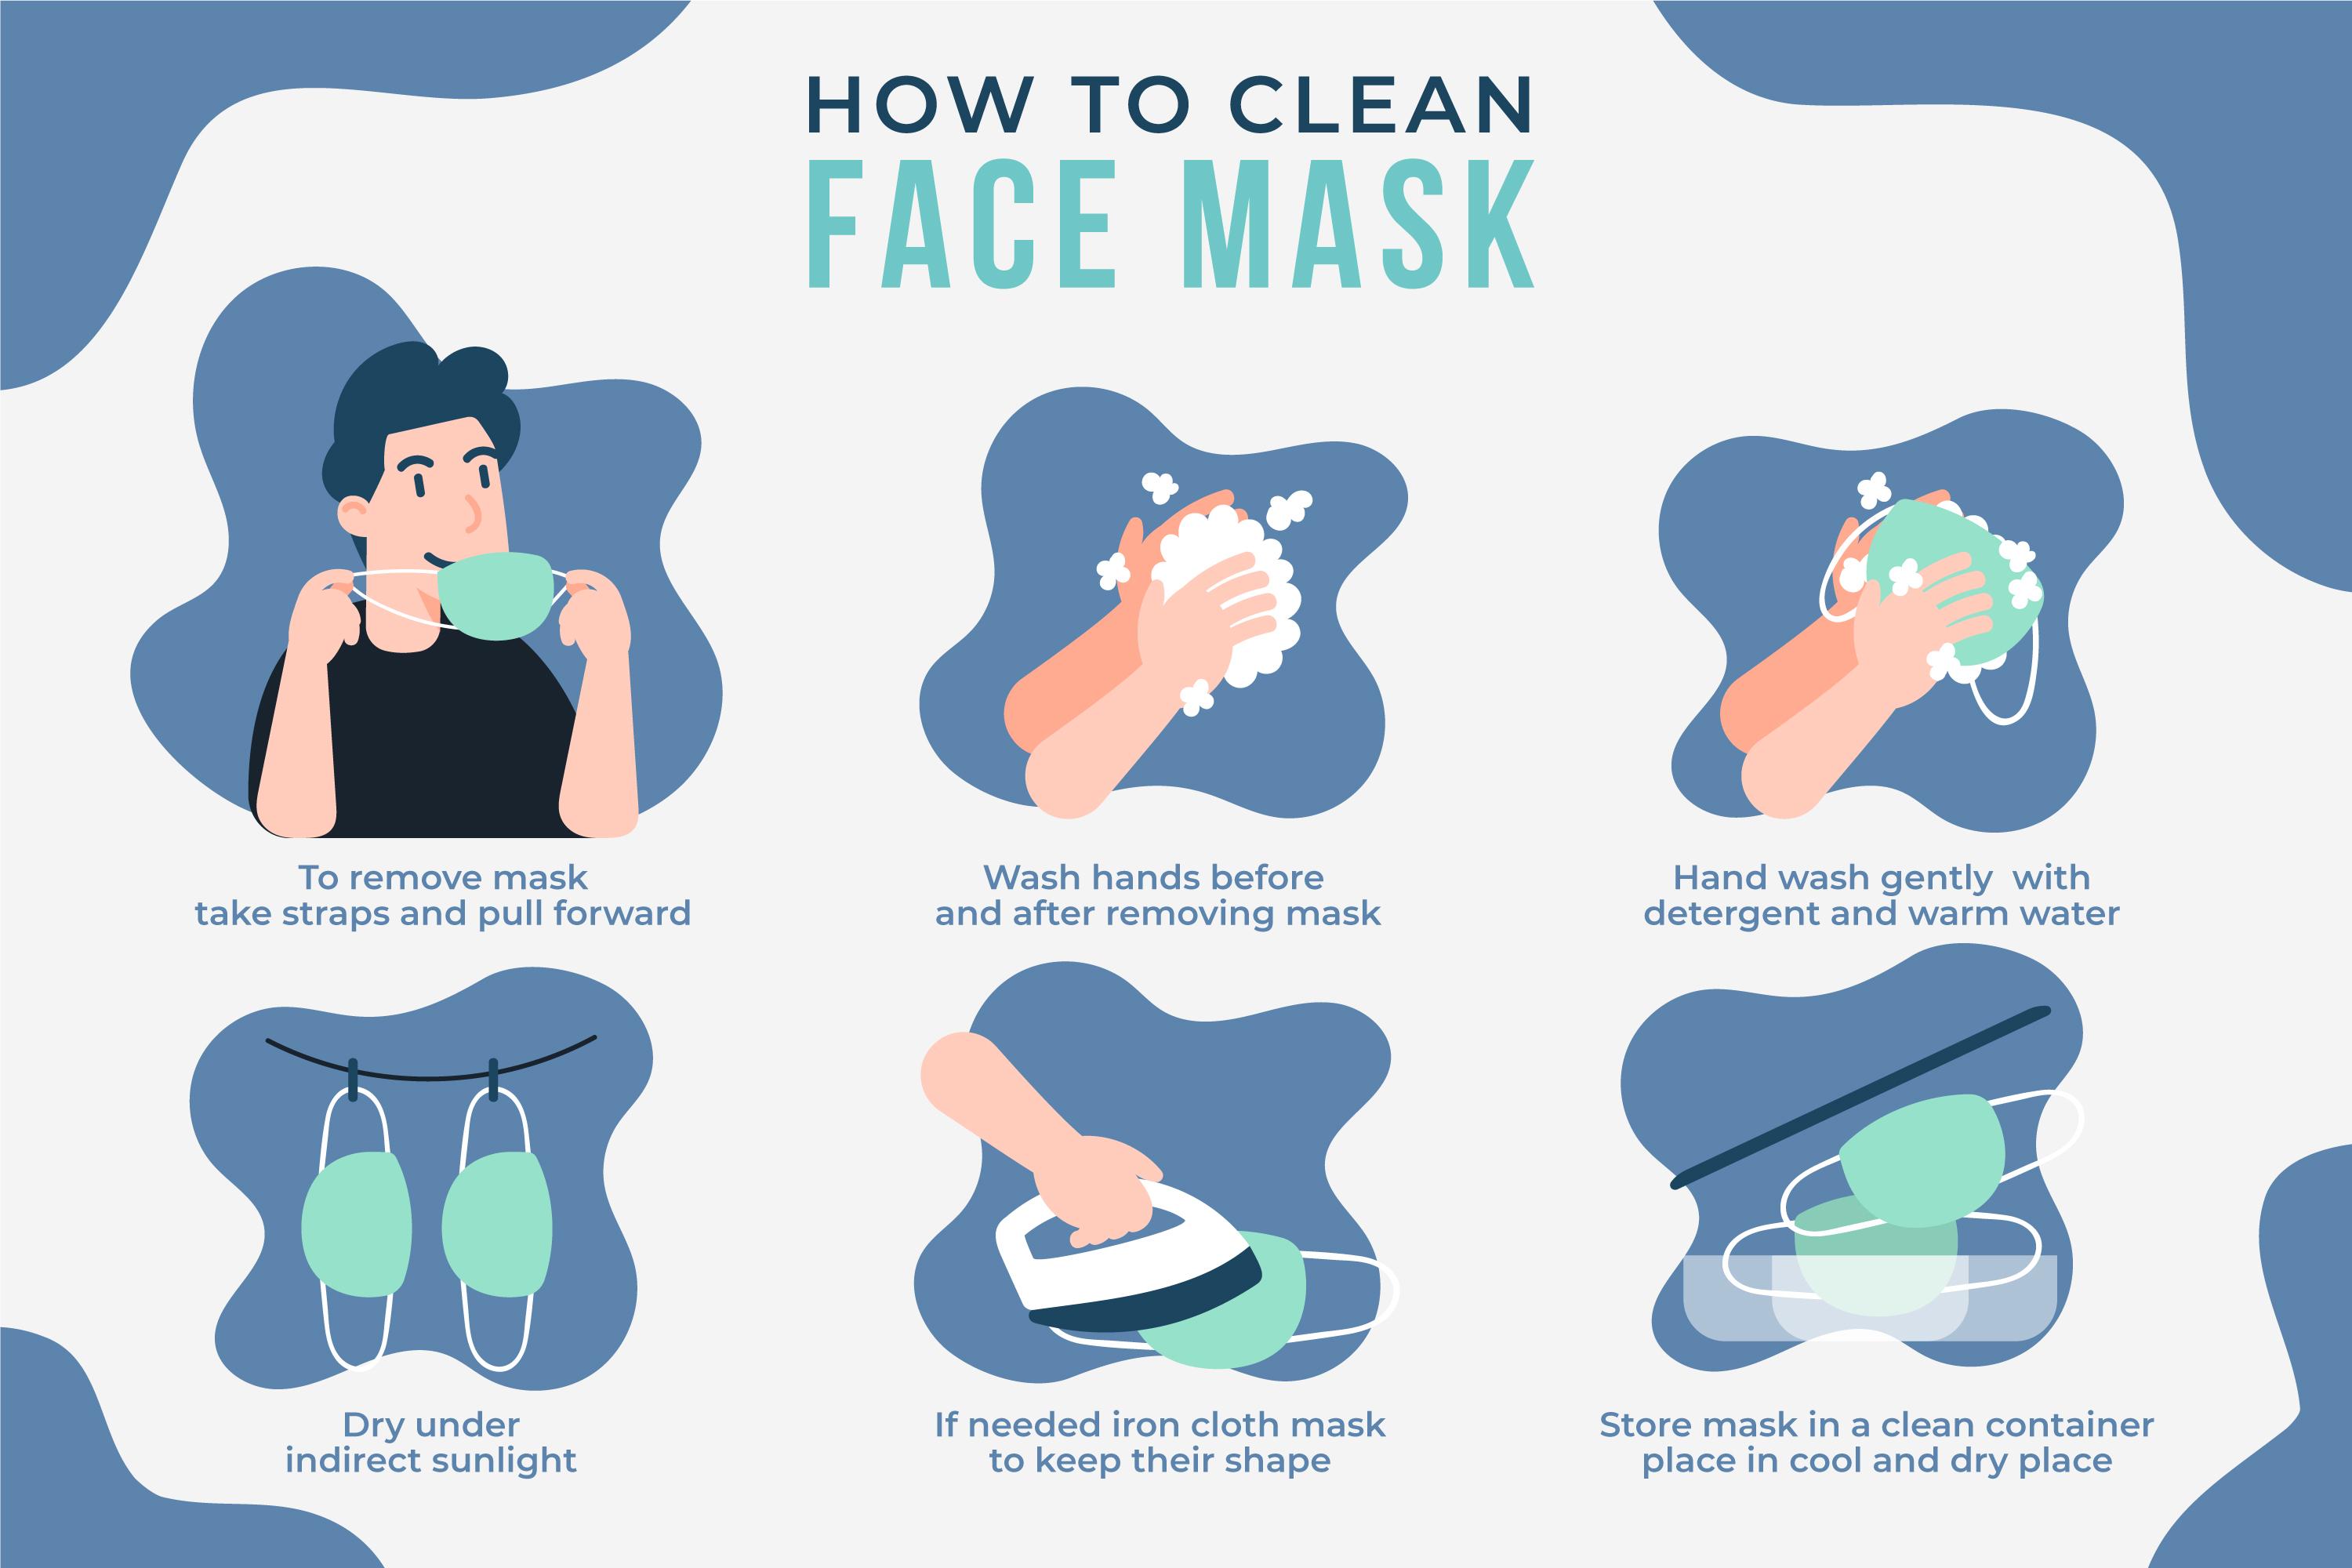 HOW TO CLEAN
FACE MASK
To remove mask
take straps and pull forward
Wash hands before
and after removing mask
Hand wash gently  with
detergent and warm water
Dry under
indirect sunlight
If needed iron cloth mask
to keep their shape
Store mask in a clean container
place in cool and dry place